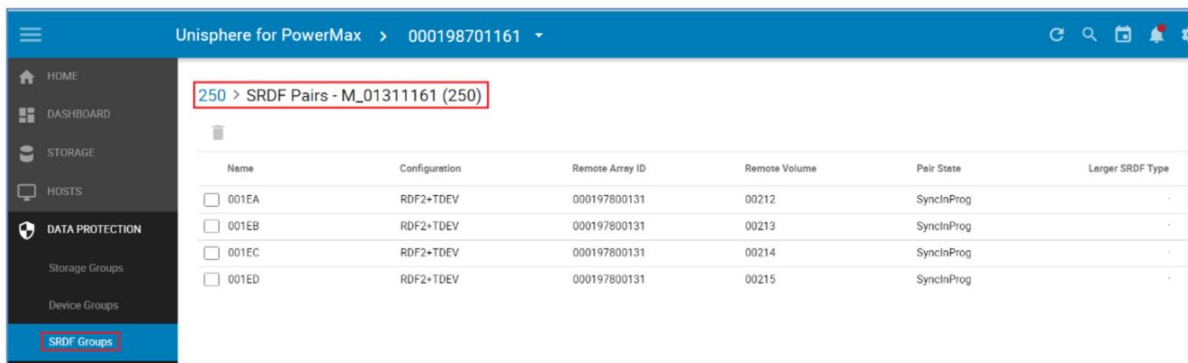 Unisphere for PowerMax > 000198701161
HOME
DASHBOARD
STORAGE
HOSTS
DATA PROTECTION
Storage Groups
Device Groups
SRDF Groups
250 > SRDF Pairs - M_01311161 (250)
Name Configuration Remote Array ID Remote Volume Pair State Larger SRDF Type
001EA RDF2+TDEV 000197800131 00212 SyncInProg -
001EB RDF2+TDEV 000197800131 00213 SyncInProg -
001EC RDF2+TDEV 000197800131 00214 SyncInProg -
001ED RDF2+TDEV 000197800131 00215 SyncInProg -